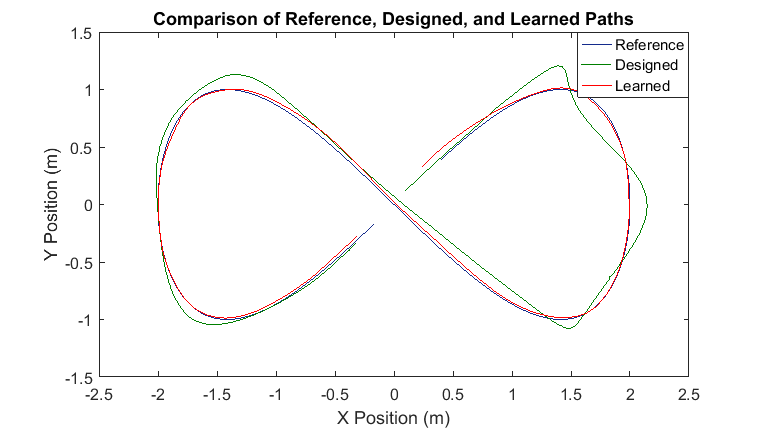 Comparison of Reference, Designed, and Learned Paths
Reference
Designed
Learned
1.5
1
0.5
0
-0.5
-1
-1.5
Y Position (m)
-2.5 -2 -1.5 -1 -0.5 0 0.5 1 1.5 2 2.5
X Position (m)